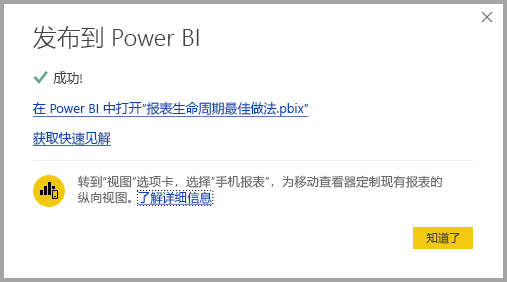 发布到 Power BI
成功!
在 Power BI 中打开“报表生命周期最佳做法.pbix”
获取快速见解
转到“视图”选项卡，选择“手机报表”，为移动查看器定制现有报表的
纵向视图。了解详细信息
知道了